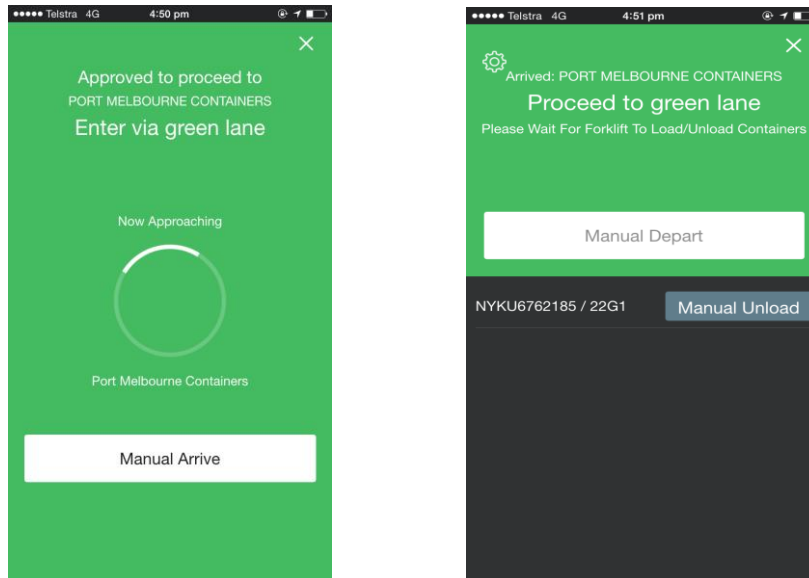 Telstra 4G 4:50 pm
Approved to proceed to
PORT MELBOURNE CONTAINERS
Enter via green lane
Now Approaching
Port Melbourne Containers
Manual Arrive
Telstra 4G 4:51 pm
Arrived: PORT MELBOURNE CONTAINERS
Proceed to green lane
Please Wait For Forklift To Load/Unload Containers
Manual Depart
NYKU6762185 / 22G1 Manual Unload